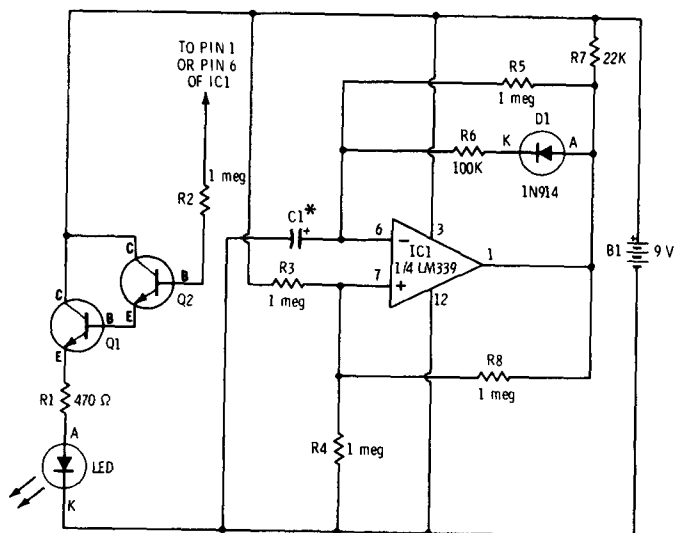 TO PIN 1
OR PIN 6
OF IC1
R7 22K
R5
1 meg
D1
R6
K A
100K
1N914
1 meg
R2
C1*
+
6
3
−
IC1
1/4 LM339
1
B1 + 9 V
R3
1 meg
7
+
12
C
B
E
Q2
C
B
E
Q1
R8
1 meg
R1 470 Ω
R4 1 meg
A
LED
K